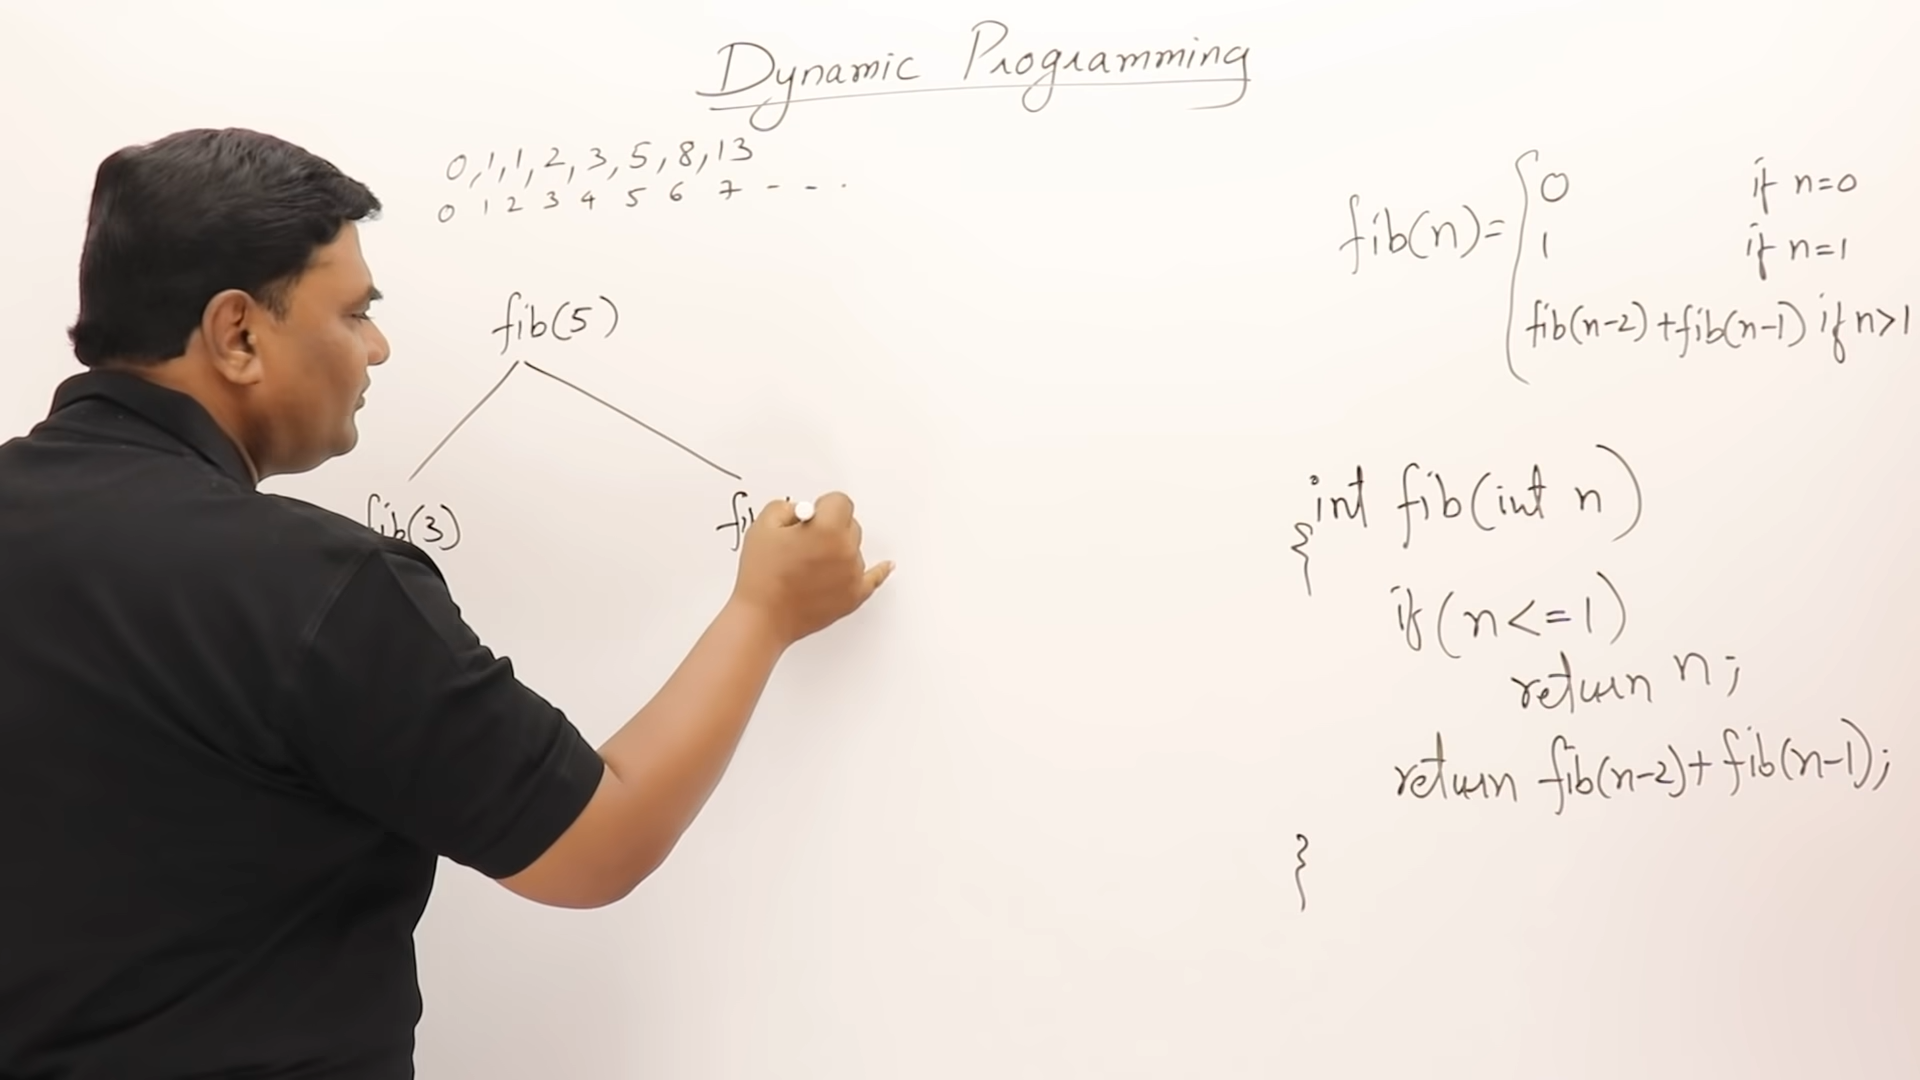 Dynamic Programming
0,1,1,2,3,5,8,13
0 1 2 3 4 5 6 7 - - .
fib(5)
fib(3)
fib(n)= { 0 if n=0
1 if n=1
fib(n-2)+fib(n-1) if n>1
int fib(int n)
{
if(n<=1)
return n;
return fib(n-2)+fib(n-1);
}